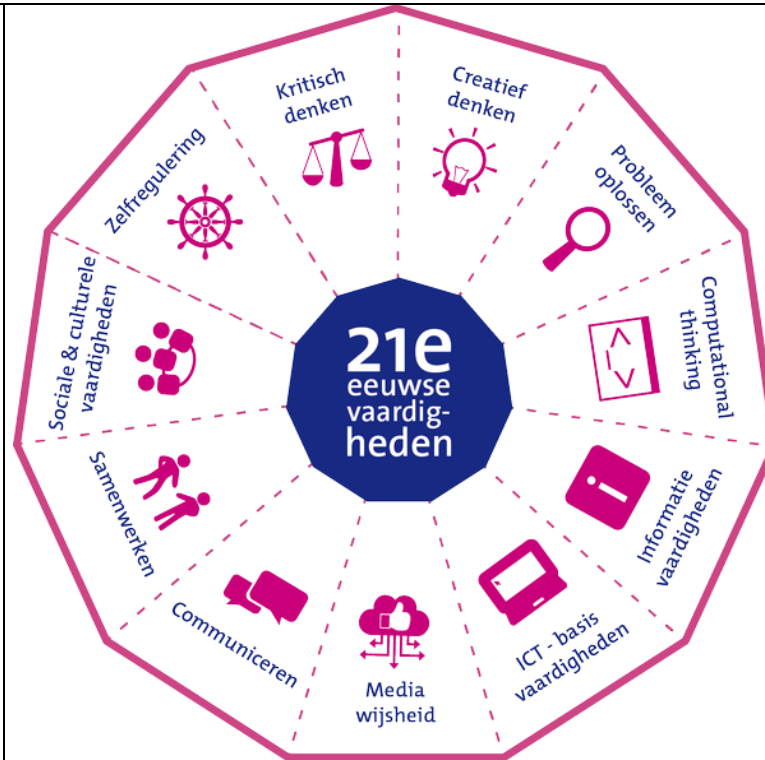 21e
eeuwse
vaardig-
heden
Kritisch
denken
Creatief
denken
Probleem
oplossen
Computational
thinking
Informatie
vaardigheden
ICT - basis
vaardigheden
Media
wijsheid
Communiceren
Samenwerken
Sociale & culturele
vaardigheden
Zelfregulering